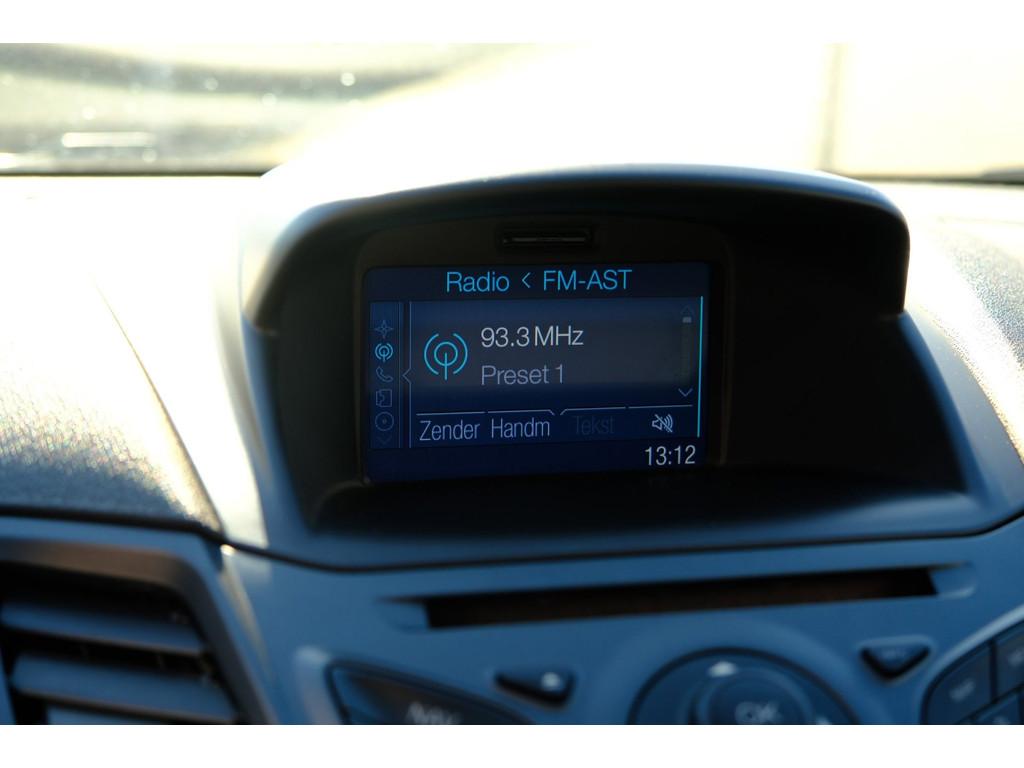 Radio < FM-AST
93.3 MHz
Preset 1
Zender Handm Tekst
13:12
OK